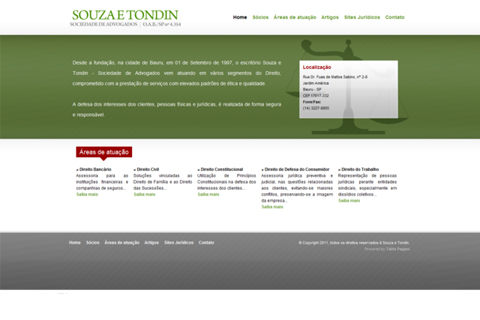 SOUZA E TONDIN
SOCIEDADE DE ADVOGADOS | O.A.B./SP nº 4.334
Home Sócios Áreas de atuação Artigos Sites Jurídicos Contato
Desde a fundação, na cidade de Bauru, em 01 de Setembro de 1997, o escritório Souza e
Tondin - Sociedade de Advogados vem atuando em vários segmentos do Direito,
comprometido com a prestação de serviços com elevados padrões de ética e qualidade.
A defesa dos interesses dos clientes, pessoas físicas e jurídicas, é realizada de forma segura
e responsável.
Localização
Rua Dr. Fuas de Mattos Sabino, nº 2-6
Jardim América
Bauru - SP
CEP 17017-332
Fone/Fax:
(14) 3227-6805
Áreas de atuação
» Direito Bancário
Assessoria para as
instituições financeiras e
companhias de seguros...
Saiba mais
» Direito Civil
Soluções vinculadas ao
Direito de Família e ao Direito
das Sucessões...
Saiba mais
» Direito Constitucional
Utilização de Princípios
Constitucionais na defesa dos
interesses dos clientes...
Saiba mais
» Direito de Defesa do Consumidor
Assessoria jurídica preventiva e
judicial, nas questões relacionadas
aos clientes, evitando-se maiores
conflitos, preservando-se a imagem
da empresa...
Saiba mais
» Direito do Trabalho
Representação de pessoas
jurídicas perante entidades
sindicais, especialmente em
dissídios coletivos...
Saiba mais
Home Sócios Áreas de atuação Artigos Sites Jurídicos Contato
© Copyright 2011, todos os direitos reservados à Souza e Tondin